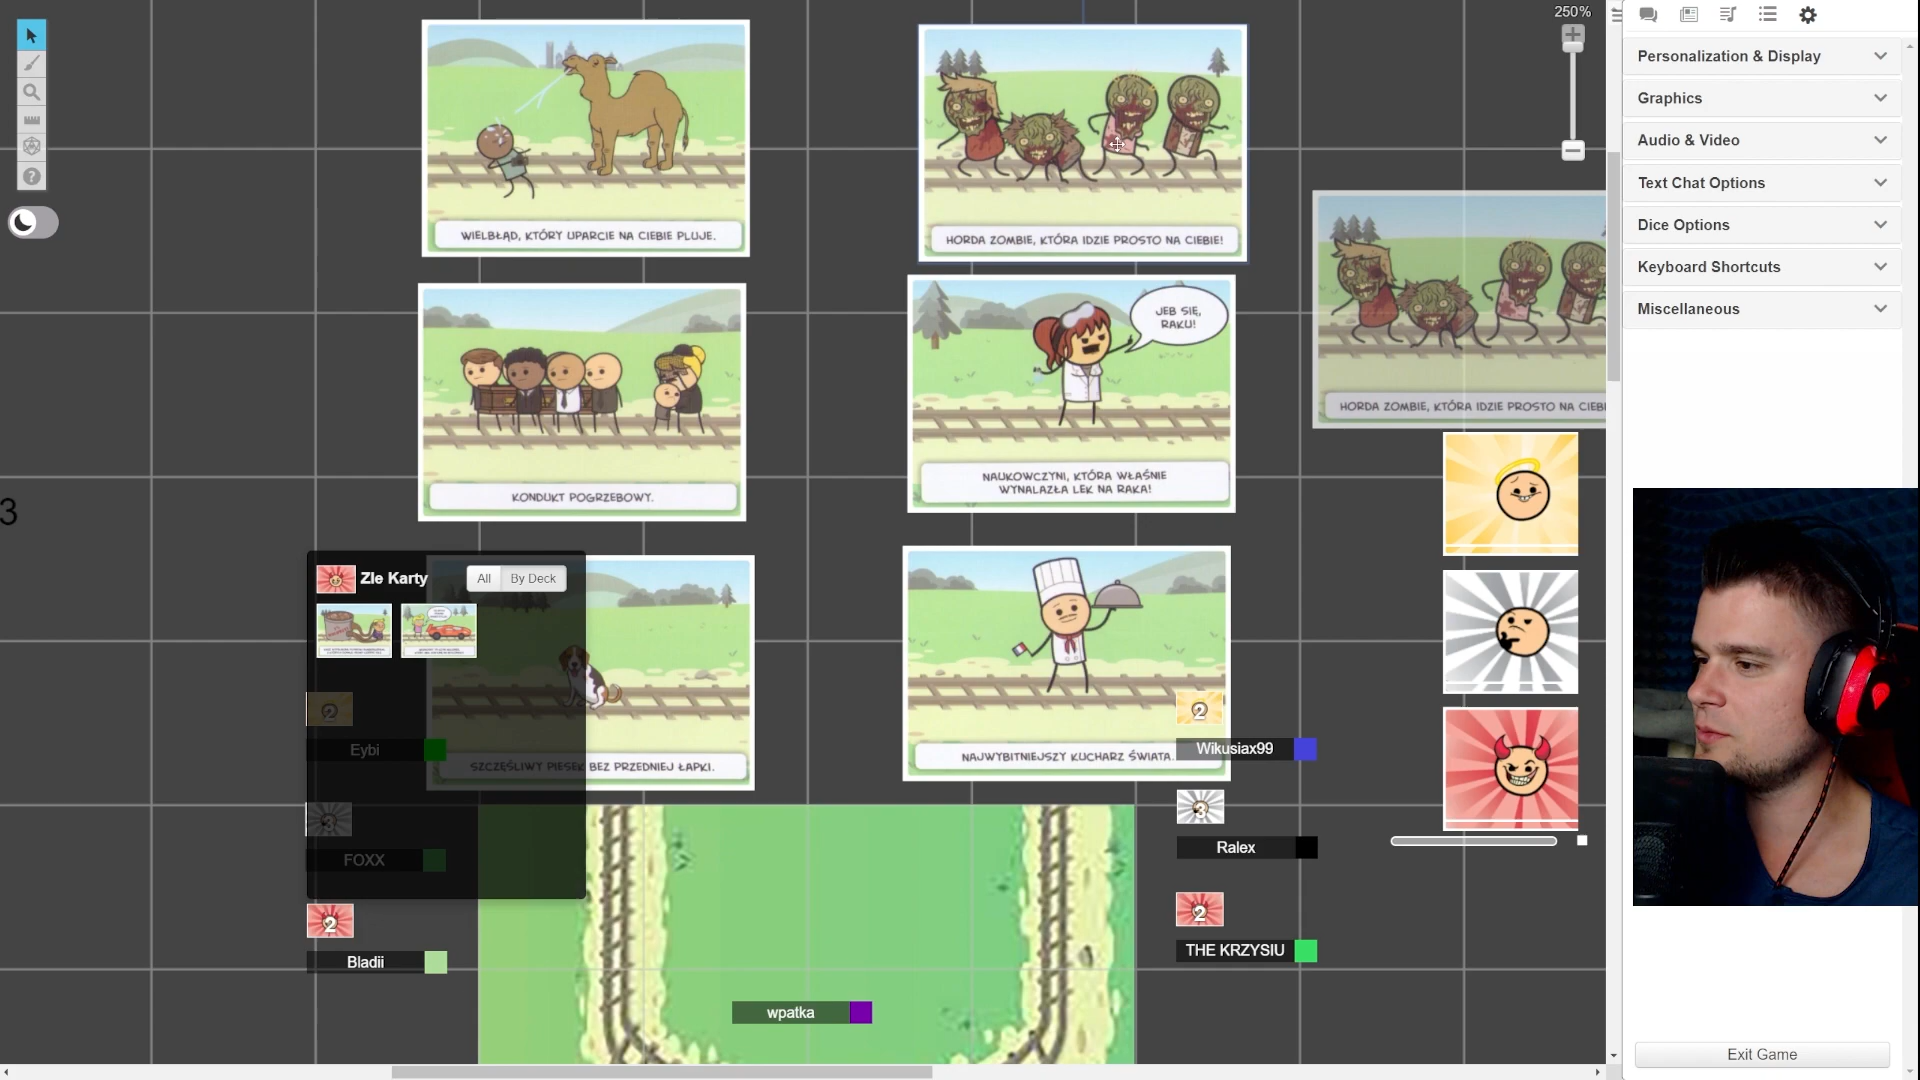 250%
WIELBŁĄD, KTÓRY UPARCIE NA CIEBIE PLUJE.
HORDA ZOMBIE, KTÓRA IDZIE PROSTO NA CIEBIE!
JEB SIĘ,
RAKU!
KONDUKT POGRZEBOWY.
NAUKOWCZYNI, KTÓRA WŁAŚNIE
WYNALAZŁA LEK NA RAKA!
HORDA ZOMBIE, KTÓRA IDZIE PROSTO NA CIEB
3
Zle Karty
All
By Deck
SZCZĘŚLIWY PIESEK BEZ PRZEDNIEJ ŁAPKI.
NAJWYBITNIEJSZY KUCHARZ ŚWIATA.
2
Eybi
3
FOXX
2
Bladii
2
Wikusiax99
3
Ralex
2
THE KRZYSIU
wpatka
Personalization & Display
Graphics
Audio & Video
Text Chat Options
Dice Options
Keyboard Shortcuts
Miscellaneous
Exit Game